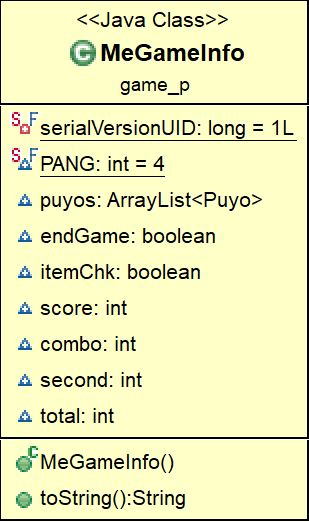 <<Java Class>>
C MeGameInfo
game_p
S F serialVersionUID: long = 1L
S F PANG: int = 4
puyos: ArrayList<Puyo>
endGame: boolean
itemChk: boolean
score: int
combo: int
second: int
total: int
C MeGameInfo()
toString():String